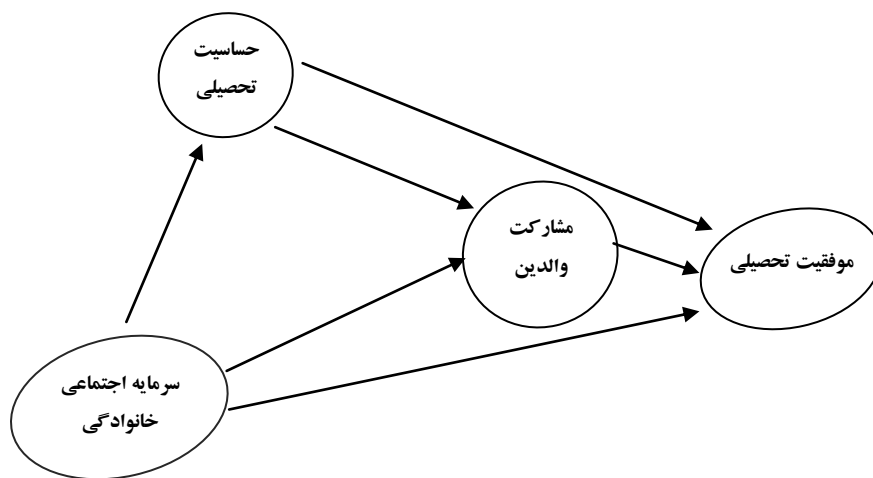 حساسیت
تحصیلی
مشارکت
والدین
موفقیت تحصیلی
سرمایه اجتماعی
خانوادگی